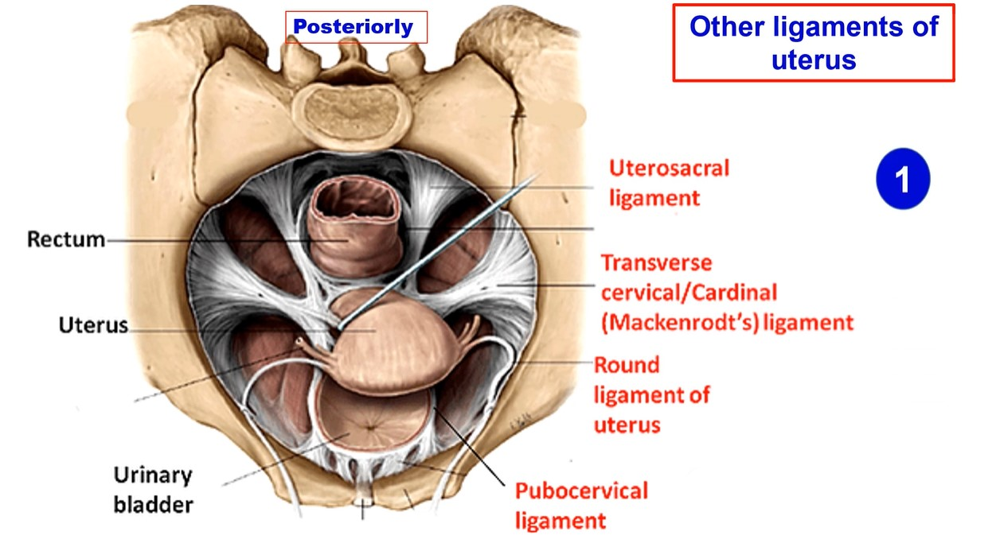 Posteriorly
Other ligaments of
uterus
Uterosacral
ligament
1
Rectum
Transverse
cervical/Cardinal
(Mackenrodt's) ligament
Uterus
Round
ligament of
uterus
Urinary
bladder
Pubocervical
ligament